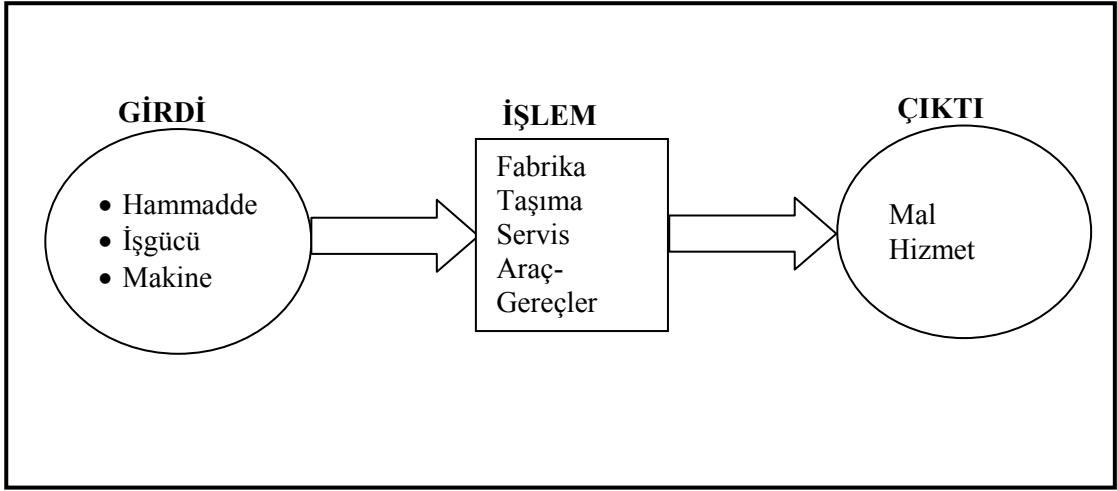 GİRDİ
• Hammadde
• İşgücü
• Makine
İŞLEM
Fabrika
Taşıma
Servis
Araç-
Gereçler
ÇIKTI
Mal
Hizmet